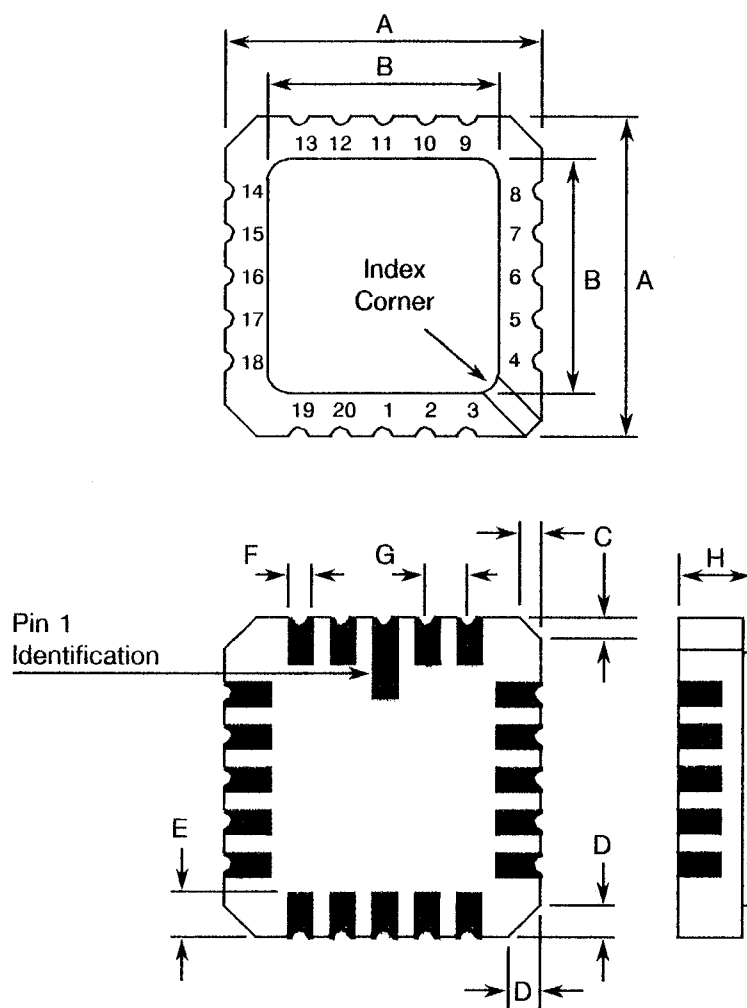 A
B
13 12 11 10 9
14 8
15 7
16 6
17 5
18 4
Index
Corner
B A
19 20 1 2 3
F G C H
Pin 1
Identification
E D
D